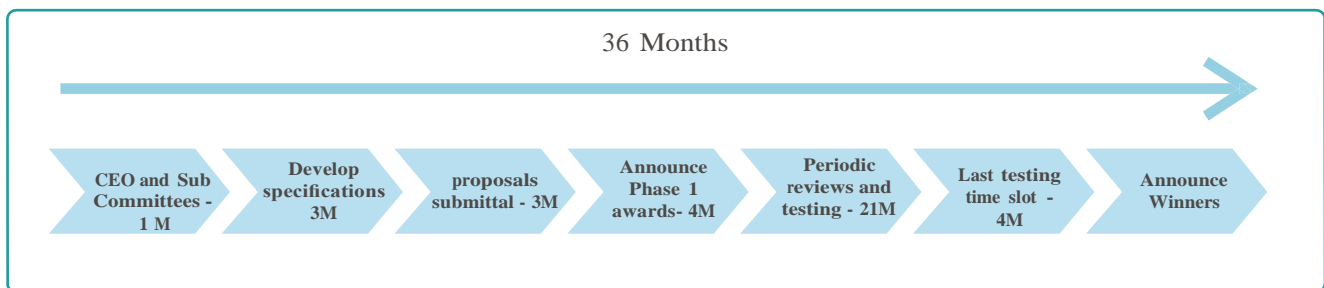 36 Months
CEO and Sub
Committees -
1 M
Develop
specifications
3M
proposals
submittal - 3M
Announce
Phase 1
awards- 4M
Periodic
reviews and
testing - 21M
Last testing
time slot -
4M
Announce
Winners